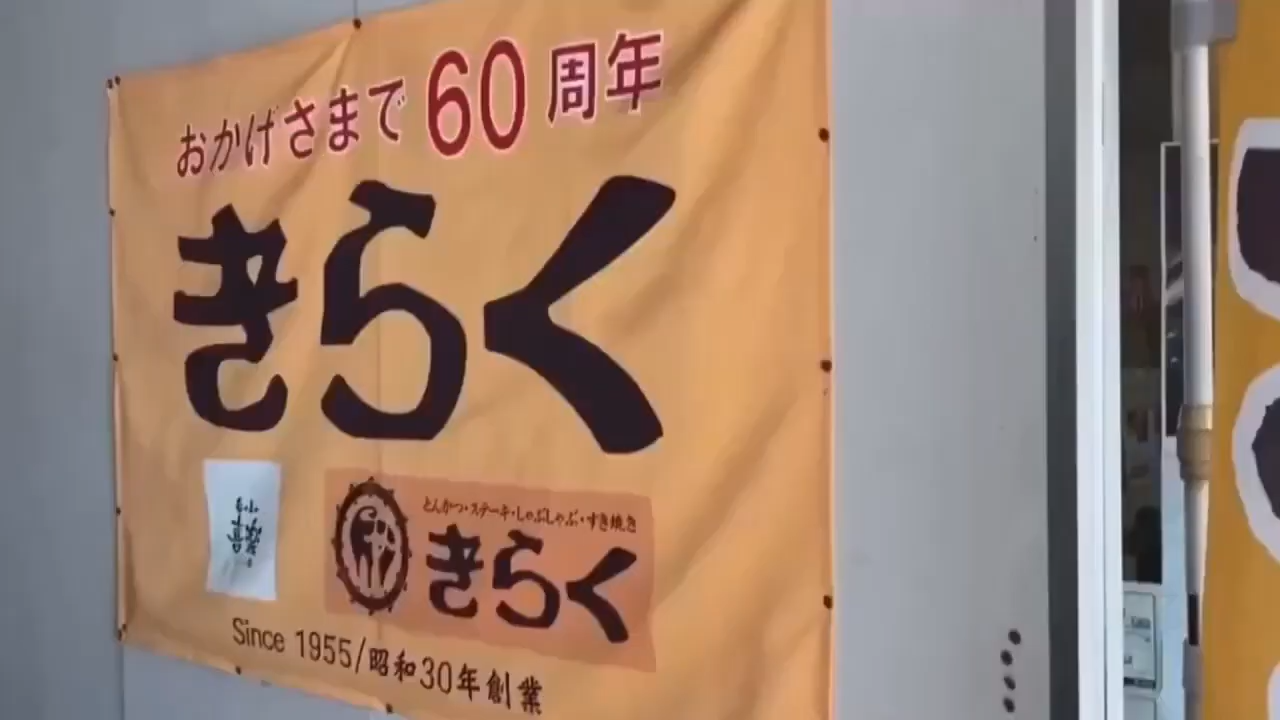 おかげさまで60周年
きらく
喜楽
とんかつ・ステーキ・しゃぶしゃぶ・すき焼き
きらく
Since 1955/昭和30年創業